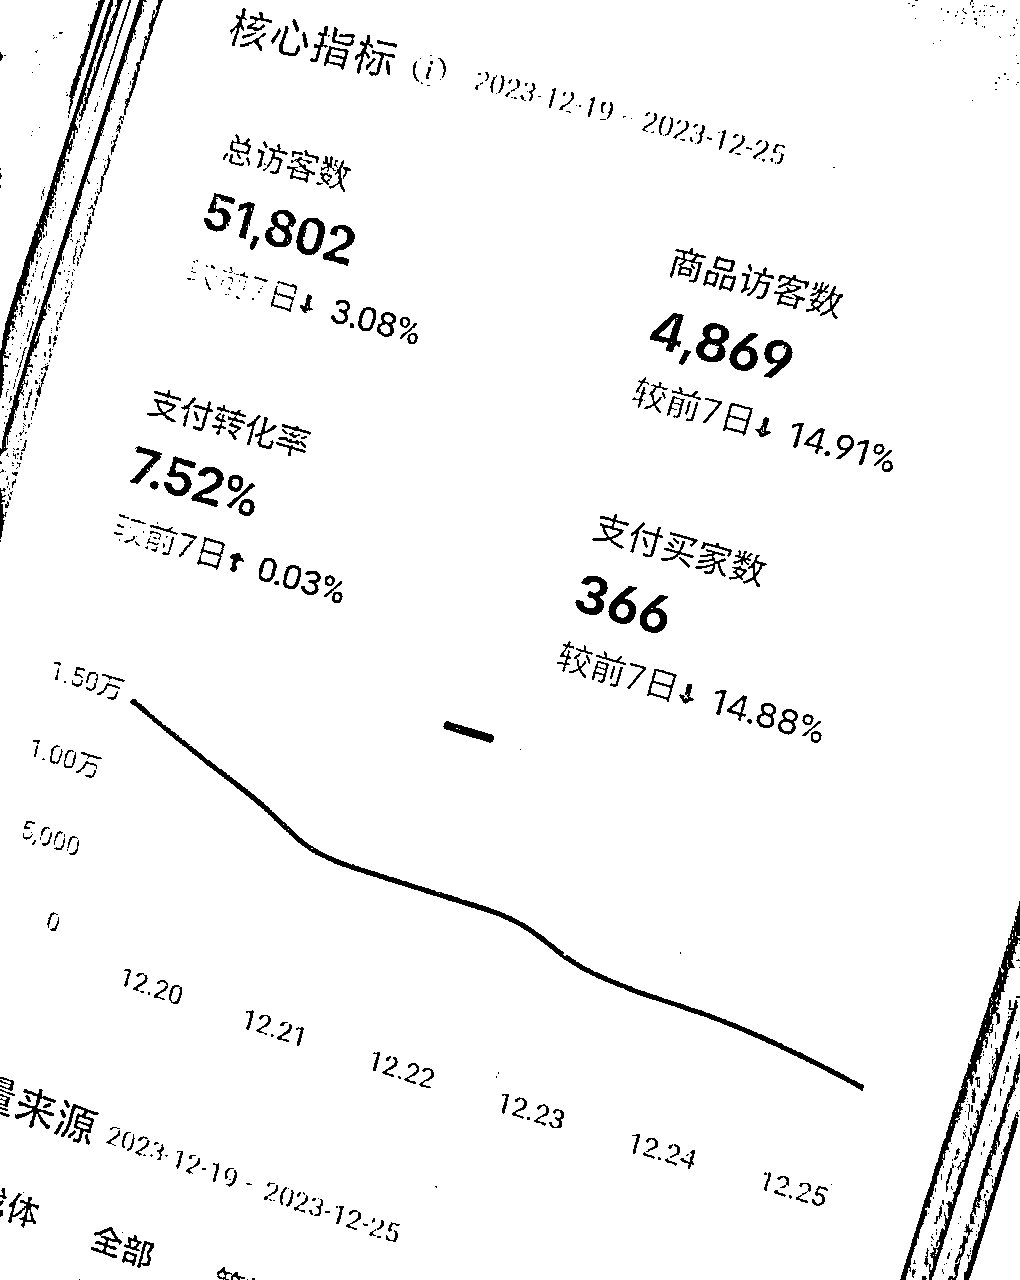 核心指标 ⓘ 2023-12-19 - 2023-12-25
总访客数
51,802
较前7日↓ 3.08%
商品访客数
4,869
较前7日↓ 14.91%
支付转化率
7.52%
较前7日↑ 0.03%
支付买家数
366
较前7日↓ 14.88%
1.50万
1.00万
5,000
0
12.20 12.21 12.22 12.23 12.24 12.25
量来源 2023-12-19 - 2023-12-25
体 全部